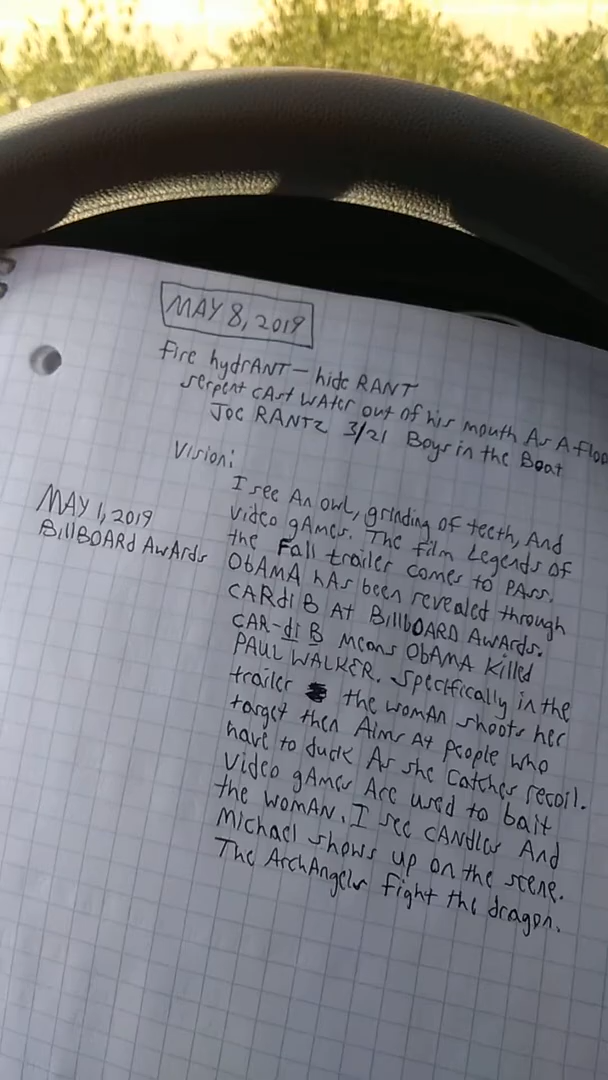 MAY 8, 2019
Fire hydrANT - hide RANT
serpent cAst wAter out of his mouth As A floo
Joe RANTZ 3/21 Boys in the Boat
Vision:
I see An owl, grinding of teeth, And
video gAmes. The film Legends of
the Fall trailer comes to PAss.
MAY 1, 2019
BillBOARd AwArds
ObAMA hAs been revealed through
CARdi B At BillbOARD AwArds.
CAR-di B meAns ObAMA killed
PAUL WALKER. Specifically in the
trailer the womAn shoots her
target then Aims At people who
have to duck As she catches recoil.
video gAmes Are used to bait
the womAn. I see cANdles And
Michael shows up on the scene.
The ArchAngels fight the dragon.